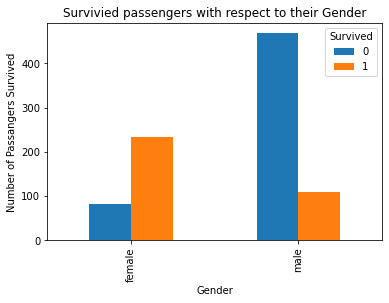 Survivied passengers with respect to their Gender
Survived
0
1
400
300
200
100
0
Number of Passangers Survived
female
male
Gender